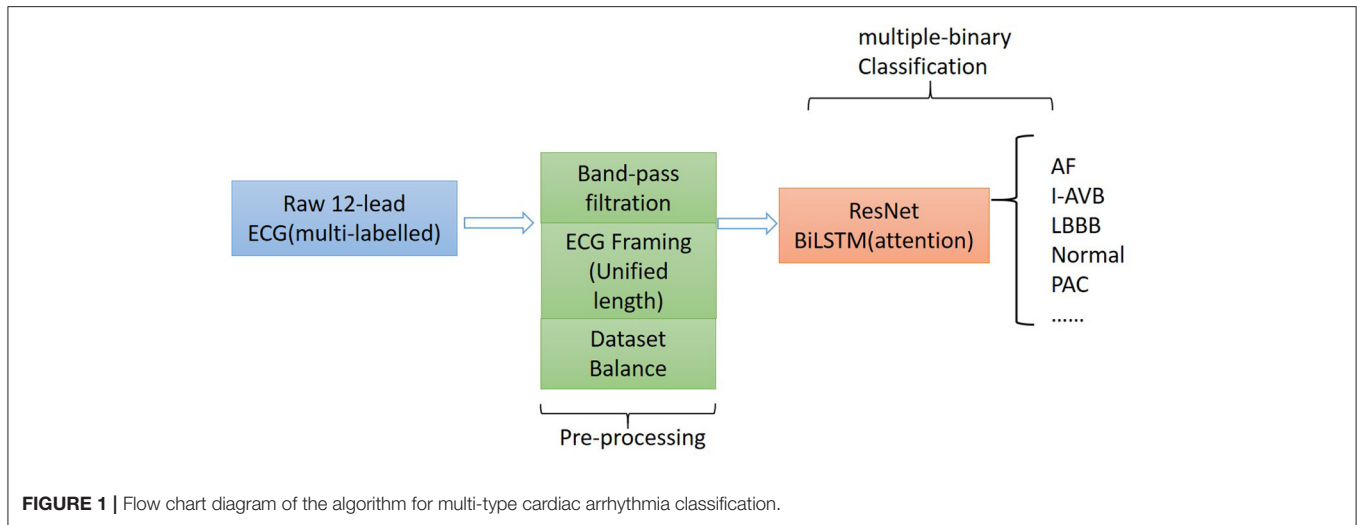 multiple-binary
Classification
Raw 12-lead
ECG(multi-labelled)
Band-pass
filtration
ECG Framing
(Unified
length)
Dataset
Balance
Pre-processing
ResNet
BiLSTM(attention)
AF
I-AVB
LBBB
Normal
PAC
......
FIGURE 1 | Flow chart diagram of the algorithm for multi-type cardiac arrhythmia classification.